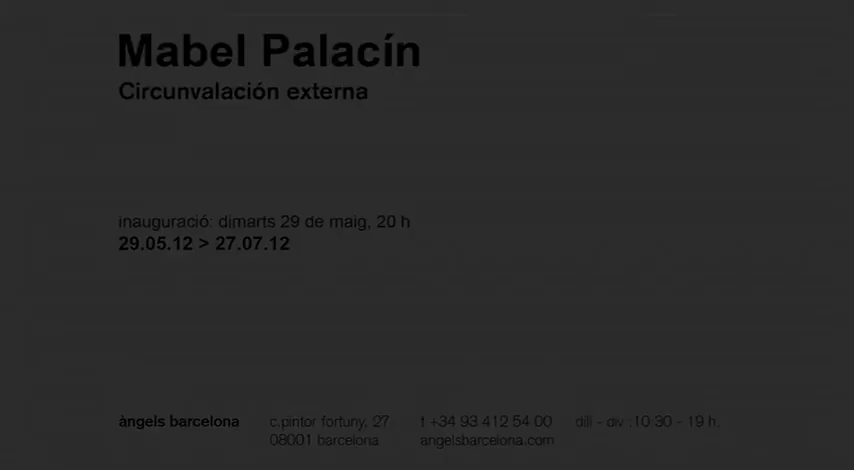 Mabel Palacín
Circunvalación externa
inauguració: dimarts 29 de maig, 20 h
29.05.12 > 27.07.12
àngels barcelona c.pintor fortuny, 27 t +34 93 412 54 00 dill - div :10:30 - 19 h.
08001 barcelona angelsbarcelona.com